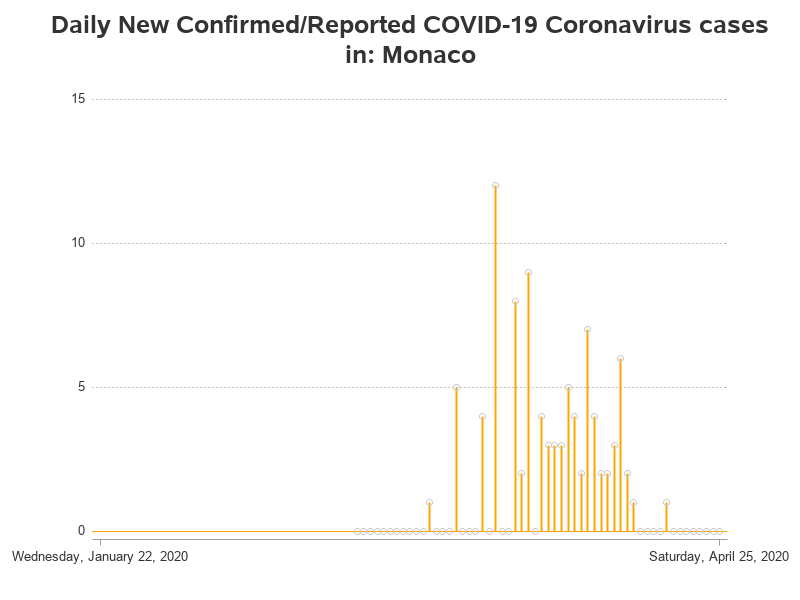 Daily New Confirmed/Reported COVID-19 Coronavirus cases
in: Monaco
15
10
5
0
Wednesday, January 22, 2020
Saturday, April 25, 2020